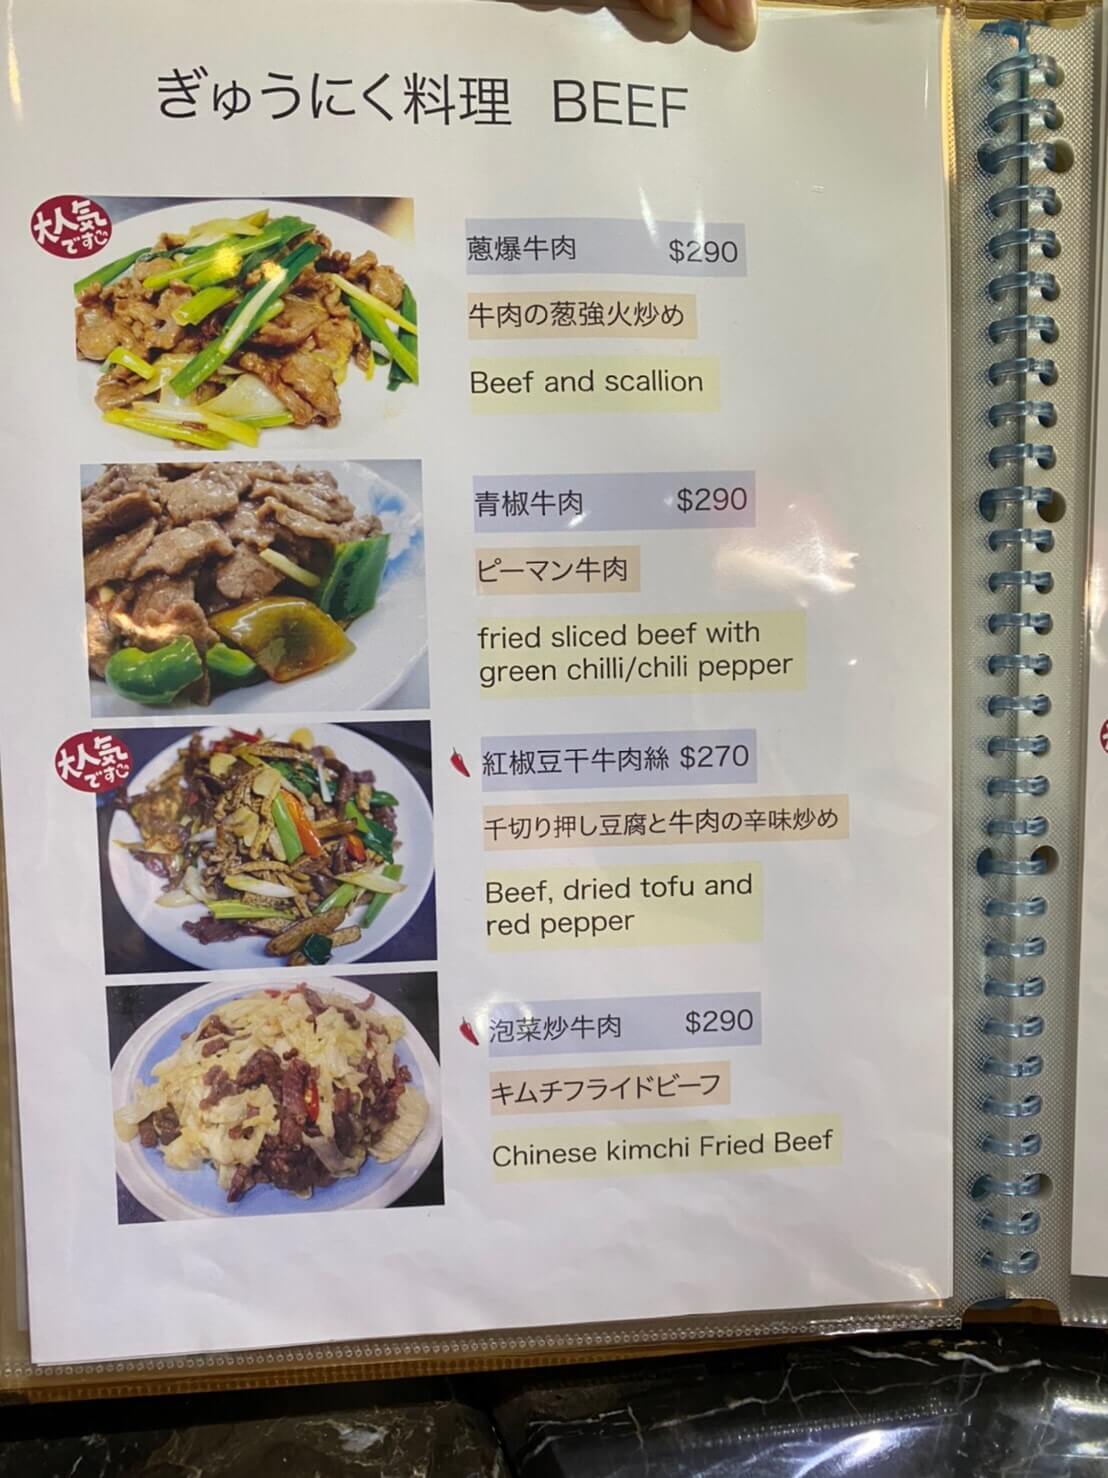 ぎゅうにく料理 BEEF
大人気
ですご
蔥爆牛肉 $290
牛肉の葱強火炒め
Beef and scallion
青椒牛肉 $290
ピーマン牛肉
fried sliced beef with
green chilli/chili pepper
大人気
ですご
紅椒豆干牛肉絲 $270
千切り押し豆腐と牛肉の辛味炒め
Beef, dried tofu and
red pepper
泡菜炒牛肉 $290
キムチフライドビーフ
Chinese kimchi Fried Beef